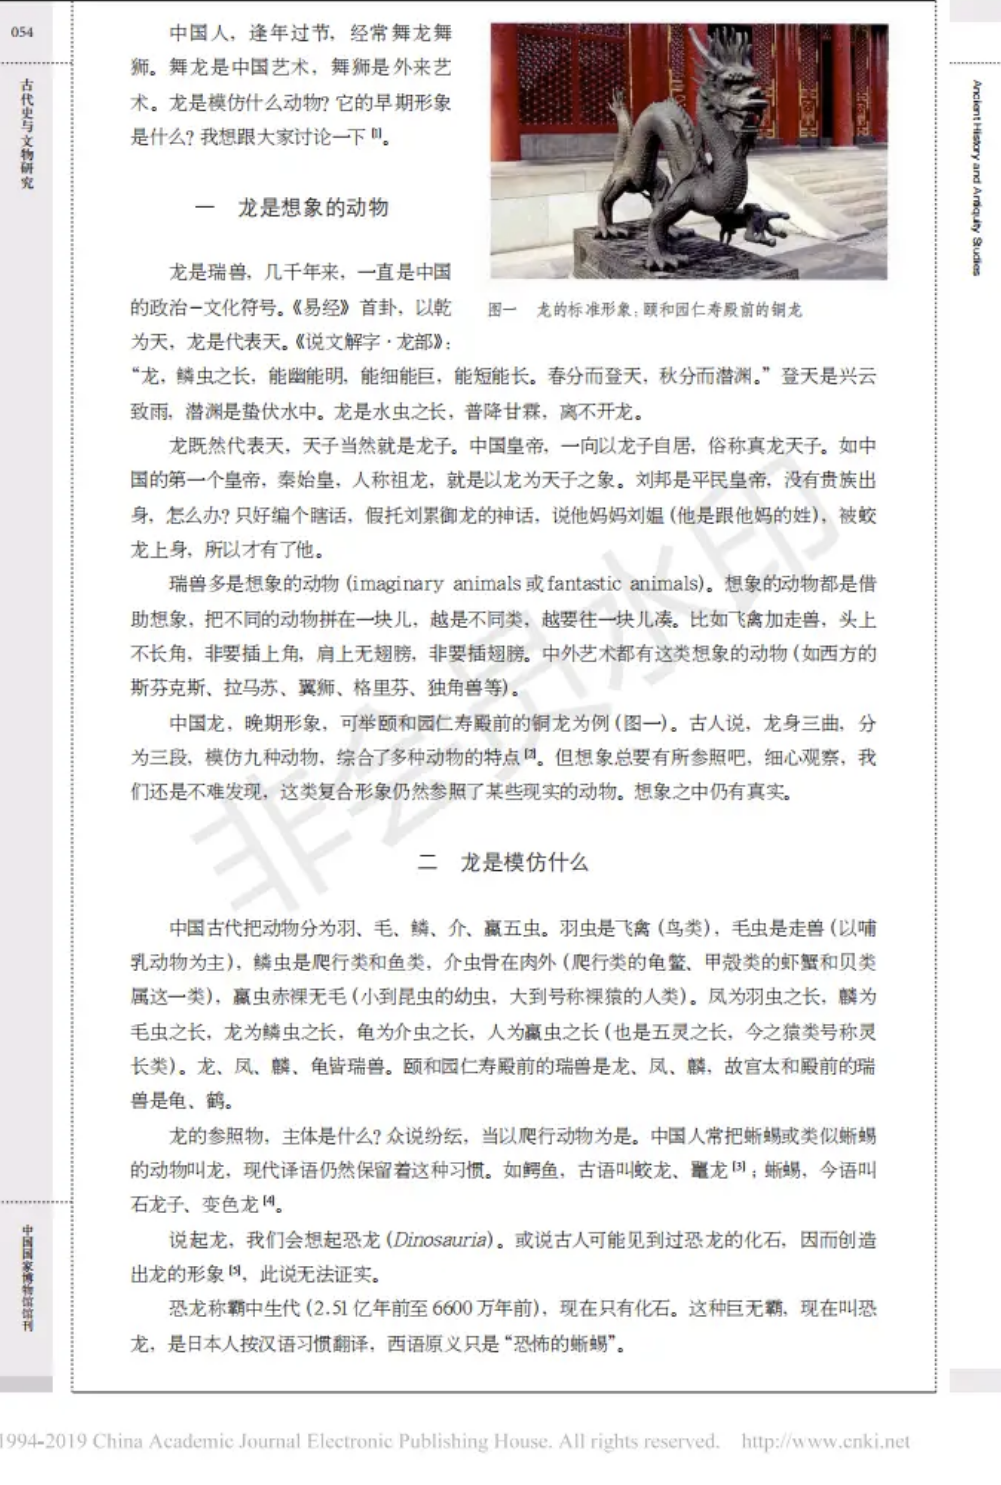 054
古代史与文物研究
Ancient History and Antiquity Studies
中国人，逢年过节，经常舞龙舞
狮。舞龙是中国艺术，舞狮是外来艺
术。龙是模仿什么动物？它的早期形象
是什么？我想跟大家讨论一下[1]。
一 龙是想象的动物
龙是瑞兽，几千年来，一直是中国
的政治–文化符号。《易经》首卦，以乾
为天，龙是代表天。《说文解字·龙部》：
图一 龙的标准形象：颐和园仁寿殿前的铜龙
“龙，鳞虫之长，能幽能明，能细能巨，能短能长。春分而登天，秋分而潜渊。”登天是兴云
致雨，潜渊是蛰伏水中。龙是水虫之长，普降甘霖，离不开龙。
龙既然代表天，天子当然就是龙子。中国皇帝，一向以龙子自居，俗称真龙天子。如中
国的第一个皇帝，秦始皇，人称祖龙，就是以龙为天子之象。刘邦是平民皇帝，没有贵族出
身，怎么办？只好编个瞎话，假托刘累御龙的神话，说他妈妈刘媪（他是跟他妈的姓），被蛟
龙上身，所以才有了他。
瑞兽多是想象的动物（imaginary animals或fantastic animals）。想象的动物都是借
助想象，把不同的动物拼在一块儿，越是不同类，越要往一块儿凑。比如飞禽加走兽，头上
不长角，非要插上角，肩上无翅膀，非要插翅膀。中外艺术都有这类想象的动物（如西方的
斯芬克斯、拉马苏、翼狮、格里芬、独角兽等）。
中国龙，晚期形象，可举颐和园仁寿殿前的铜龙为例（图一）。古人说，龙身三曲，分
为三段，模仿九种动物，综合了多种动物的特点[2]。但想象总要有所参照吧，细心观察，我
们还是不难发现，这类复合形象仍然参照了某些现实的动物。想象之中仍有真实。
二 龙是模仿什么
中国古代把动物分为羽、毛、鳞、介、蠃五虫。羽虫是飞禽（鸟类），毛虫是走兽（以哺
乳动物为主），鳞虫是爬行类和鱼类，介虫骨在肉外（爬行类的龟鳖、甲殼类的虾蟹和贝类
属这一类），蠃虫赤裸无毛（小到昆虫的幼虫，大到号称裸猿的人类）。凤为羽虫之长，麟为
毛虫之长，龙为鳞虫之长，龟为介虫之长，人为蠃虫之长（也是五灵之长，今之猿类号称灵
长类）。龙、凤、麟、龟皆瑞兽。颐和园仁寿殿前的瑞兽是龙、凤、麟，故宫太和殿前的瑞
兽是龟、鹤。
龙的参照物，主体是什么？众说纷纭，当以爬行动物为是。中国人常把蜥蜴或类似蜥蜴
的动物叫龙，现代译语仍然保留着这种习惯。如鳄鱼，古语叫蛟龙、鼍龙[3]；蜥蜴，今语叫
石龙子、变色龙[4]。
说起龙，我们会想起恐龙（Dinosauria）。或说古人可能见到过恐龙的化石，因而创造
出龙的形象[5]，此说无法证实。
恐龙称霸中生代（2.51亿年前至6600万年前），现在只有化石。这种巨无霸，现在叫恐
龙，是日本人按汉语习惯翻译，西语原义只是“恐怖的蜥蜴”。
中国国家博物馆馆刊
非会员水印
1994-2019 China Academic Journal Electronic Publishing House. All rights reserved. http://www.cnki.net